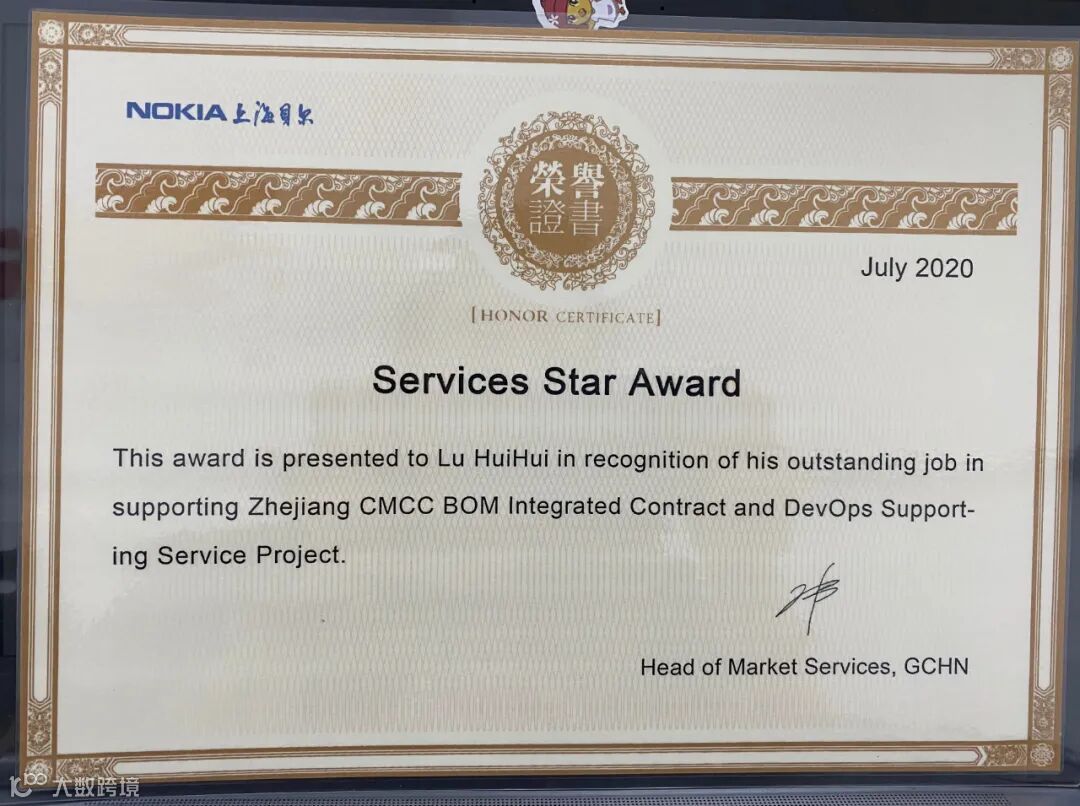 NOKIA 上海貝尔
榮譽
證書
July 2020
[HONOR CERTIFICATE]
Services Star Award
This award is presented to Lu HuiHui in recognition of his outstanding job in
supporting Zhejiang CMCC BOM Integrated Contract and DevOps Support-
ing Service Project.
Head of Market Services, GCHN
大数跨境